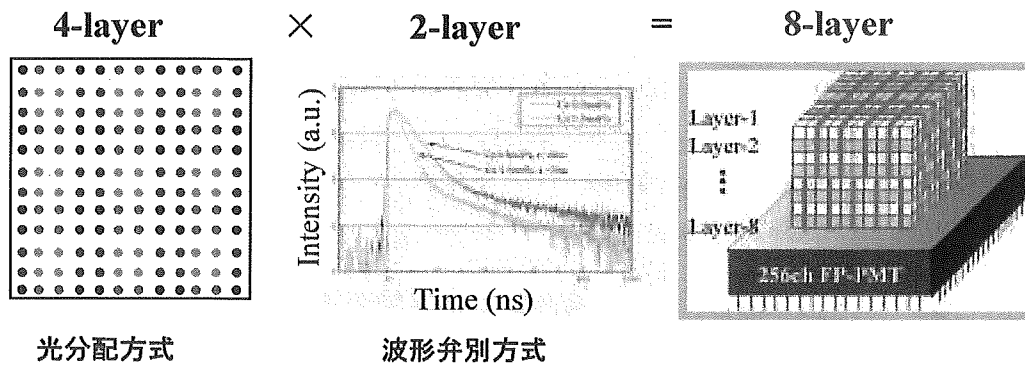 4-layer × 2-layer = 8-layer
Intensity (a.u.)
Time (ns)
Layer-1
Layer-2
Layer-8
256ch FP-PMT
光分配方式
波形弁別方式